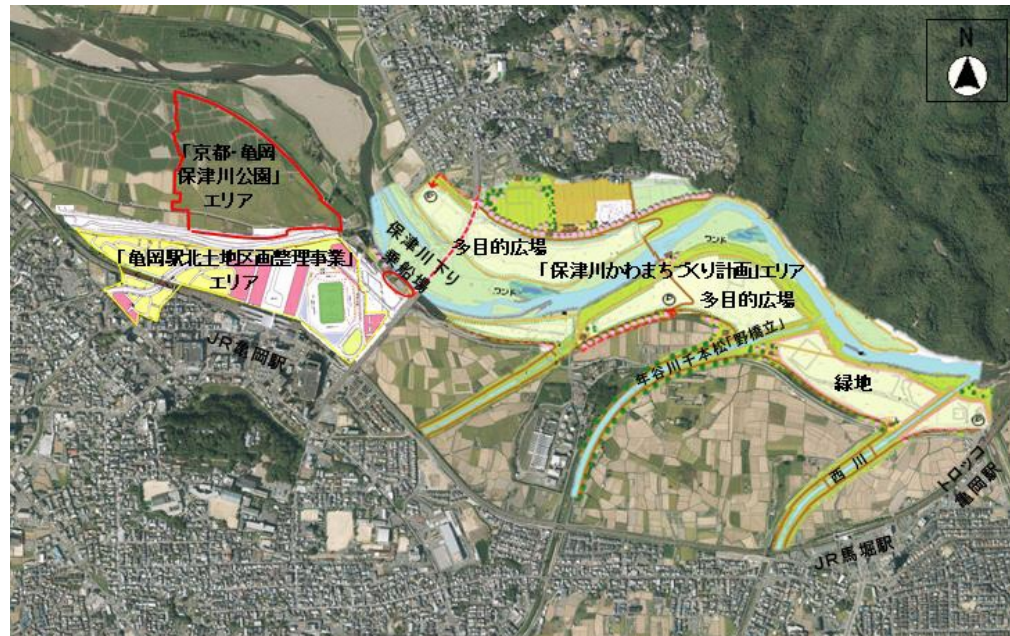 N
「京都・亀岡
保津川公園」
エリア
「亀岡駅北土地区画整理事業」
エリア
保津川下り
乗船場
多目的広場
「保津川かわまちづくり計画」エリア
多目的広場
ワンド
ワンド
P
P
P
JR亀岡駅
年谷川千本松「野橋立」
緑地
西川
トロッコ
亀岡駅
JR馬堀駅